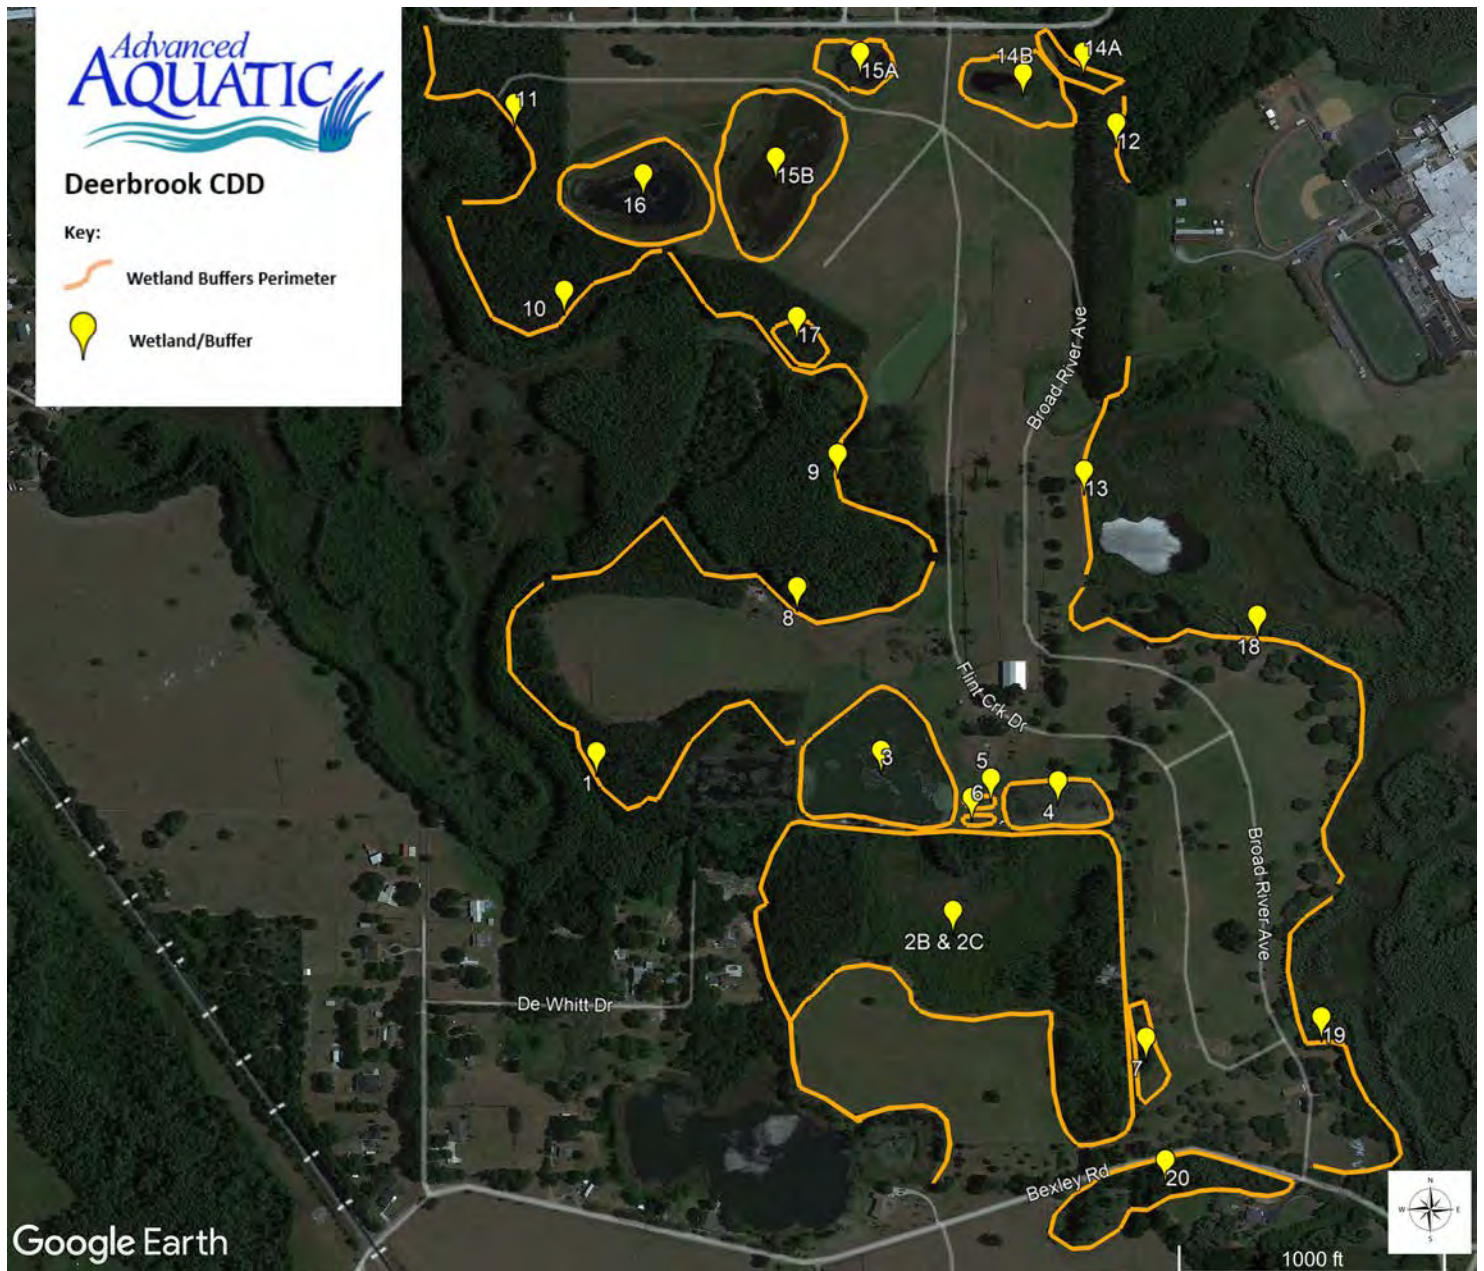 Advanced
AQUATIC
Deerbrook CDD
Key:
Wetland Buffers Perimeter
Wetland/Buffer
14A
14B
15A
11
12
15B
16
10
17
Broad River Ave
9
13
8
18
Flint Crk Dr
1
3
5
6
4
Broad River Ave
2B & 2C
De Whitt Dr
19
7
Bexley Rd
20
N
W E
S
Google Earth
1000 ft